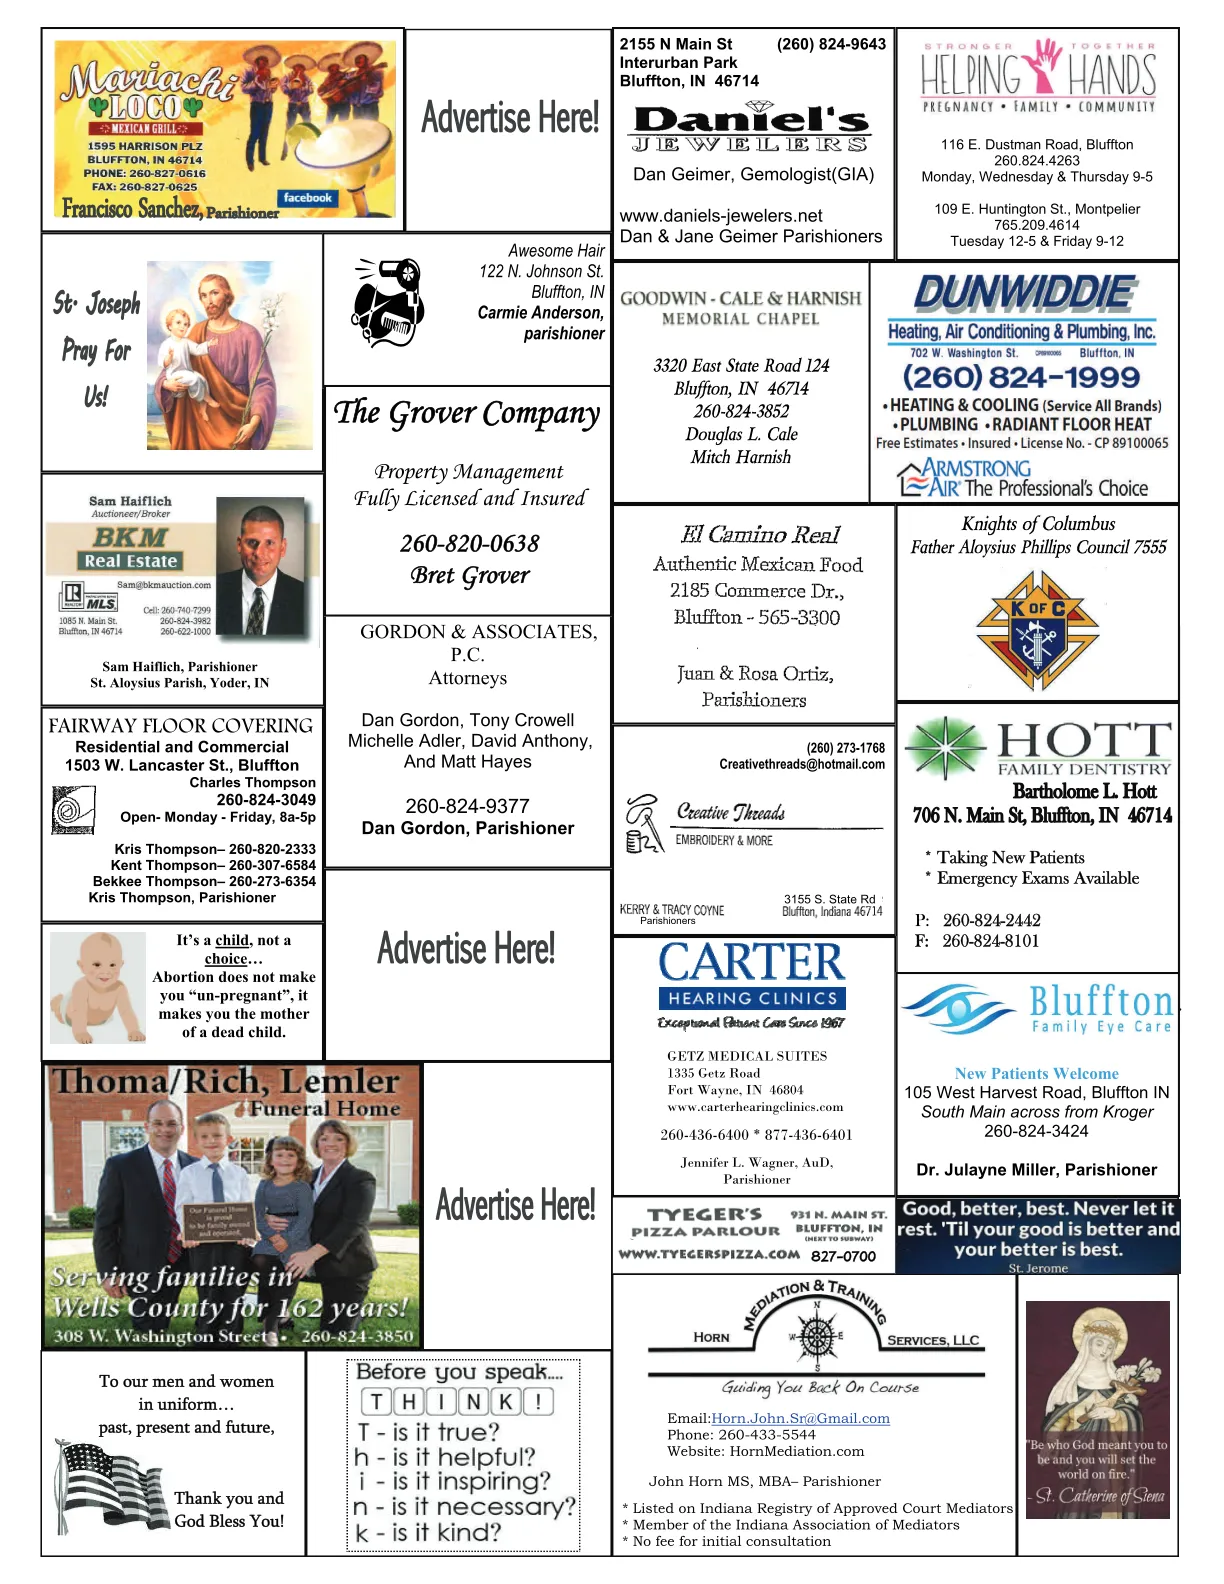 Mariachi
LOCO
MEXICAN GRILL
1595 HARRISON PLZ
BLUFFTON, IN 46714
PHONE: 260-827-0616
FAX: 260-827-0625
facebook
Francisco Sanchez, Parishioner
Advertise Here!
2155 N Main St (260) 824-9643
Interurban Park
Bluffton, IN 46714
Daniel's
JEWELERS
Dan Geimer, Gemologist(GIA)
www.daniels-jewelers.net
Dan & Jane Geimer Parishioners
STRONGER TOGETHER
HELPING HANDS
PREGNANCY • FAMILY • COMMUNITY
116 E. Dustman Road, Bluffton
260.824.4263
Monday, Wednesday & Thursday 9-5
109 E. Huntington St., Montpelier
765.209.4614
Tuesday 12-5 & Friday 9-12
St. Joseph
Pray For
Us!
Awesome Hair
122 N. Johnson St.
Bluffton, IN
Carmie Anderson,
parishioner
GOODWIN - CALE & HARNISH
MEMORIAL CHAPEL
3320 East State Road 124
Bluffton, IN 46714
260-824-3852
Douglas L. Cale
Mitch Harnish
DUNWIDDIE
Heating, Air Conditioning & Plumbing, Inc.
702 W. Washington St. CP89100065 Bluffton, IN
(260) 824-1999
• HEATING & COOLING (Service All Brands)
• PLUMBING • RADIANT FLOOR HEAT
Free Estimates • Insured • License No. - CP 89100065
ARMSTRONG
AIR The Professional's Choice
The Grover Company
Property Management
Fully Licensed and Insured
260-820-0638
Bret Grover
Sam Haiflich
Auctioneer/Broker
BKM
Real Estate
Sam@bkmauction.com
REALTOR MLS
Cell: 260-740-7299
1085 N. Main St. 260-824-3982
Bluffton, IN 46714 260-622-1000
Sam Haiflich, Parishioner
St. Aloysius Parish, Yoder, IN
El Camino Real
Authentic Mexican Food
2185 Commerce Dr.,
Bluffton - 565-3300
Juan & Rosa Ortiz,
Parishioners
Knights of Columbus
Father Aloysius Phillips Council 7555
K OF C
GORDON & ASSOCIATES,
P.C.
Attorneys
Dan Gordon, Tony Crowell
Michelle Adler, David Anthony,
And Matt Hayes
260-824-9377
Dan Gordon, Parishioner
FAIRWAY FLOOR COVERING
Residential and Commercial
1503 W. Lancaster St., Bluffton
Charles Thompson
260-824-3049
Open- Monday - Friday, 8a-5p
Kris Thompson– 260-820-2333
Kent Thompson– 260-307-6584
Bekkee Thompson– 260-273-6354
Kris Thompson, Parishioner
(260) 273-1768
Creativethreads@hotmail.com
Creative Threads
EMBROIDERY & MORE
3155 S. State Rd 1
KERRY & TRACY COYNE Bluffton, Indiana 46714
Parishioners
HOTT
FAMILY DENTISTRY
Bartholome L. Hott
706 N. Main St, Bluffton, IN 46714
* Taking New Patients
* Emergency Exams Available
P: 260-824-2442
F: 260-824-8101
Advertise Here!
It's a child, not a
choice…
Abortion does not make
you “un-pregnant”, it
makes you the mother
of a dead child.
CARTER
HEARING CLINICS
Exceptional Patient Care Since 1967
GETZ MEDICAL SUITES
1335 Getz Road
Fort Wayne, IN 46804
www.carterhearingclinics.com
260-436-6400 * 877-436-6401
Jennifer L. Wagner, AuD,
Parishioner
Bluffton
Family Eye Care
New Patients Welcome
105 West Harvest Road, Bluffton IN
South Main across from Kroger
260-824-3424
Dr. Julayne Miller, Parishioner
Thoma/Rich, Lemler
Funeral Home
Our Funeral Home
is proud
to be family owned
and operated.
Serving families in
Wells County for 162 years!
308 W. Washington Street • 260-824-3850
Advertise Here!
TYEGER'S 931 N. MAIN ST.
PIZZA PARLOUR BLUFFTON, IN
(NEXT TO SUBWAY)
WWW.TYEGERSPIZZA.COM 827-0700
Good, better, best. Never let it
rest. 'Til your good is better and
your better is best.
St. Jerome
MEDIATION & TRAINING
HORN SERVICES, LLC
N
W E
S
Guiding You Back On Course
Email:Horn.John.Sr@Gmail.com
Phone: 260-433-5544
Website: HornMediation.com
John Horn MS, MBA– Parishioner
* Listed on Indiana Registry of Approved Court Mediators
* Member of the Indiana Association of Mediators
* No fee for initial consultation
"Be who God meant you to
be and you will set the
world on fire."
- St. Catherine of Siena
To our men and women
in uniform…
past, present and future,
Thank you and
God Bless You!
Before you speak....
THINK!
T - is it true?
h - is it helpful?
i - is it inspiring?
n - is it necessary?
k - is it kind?